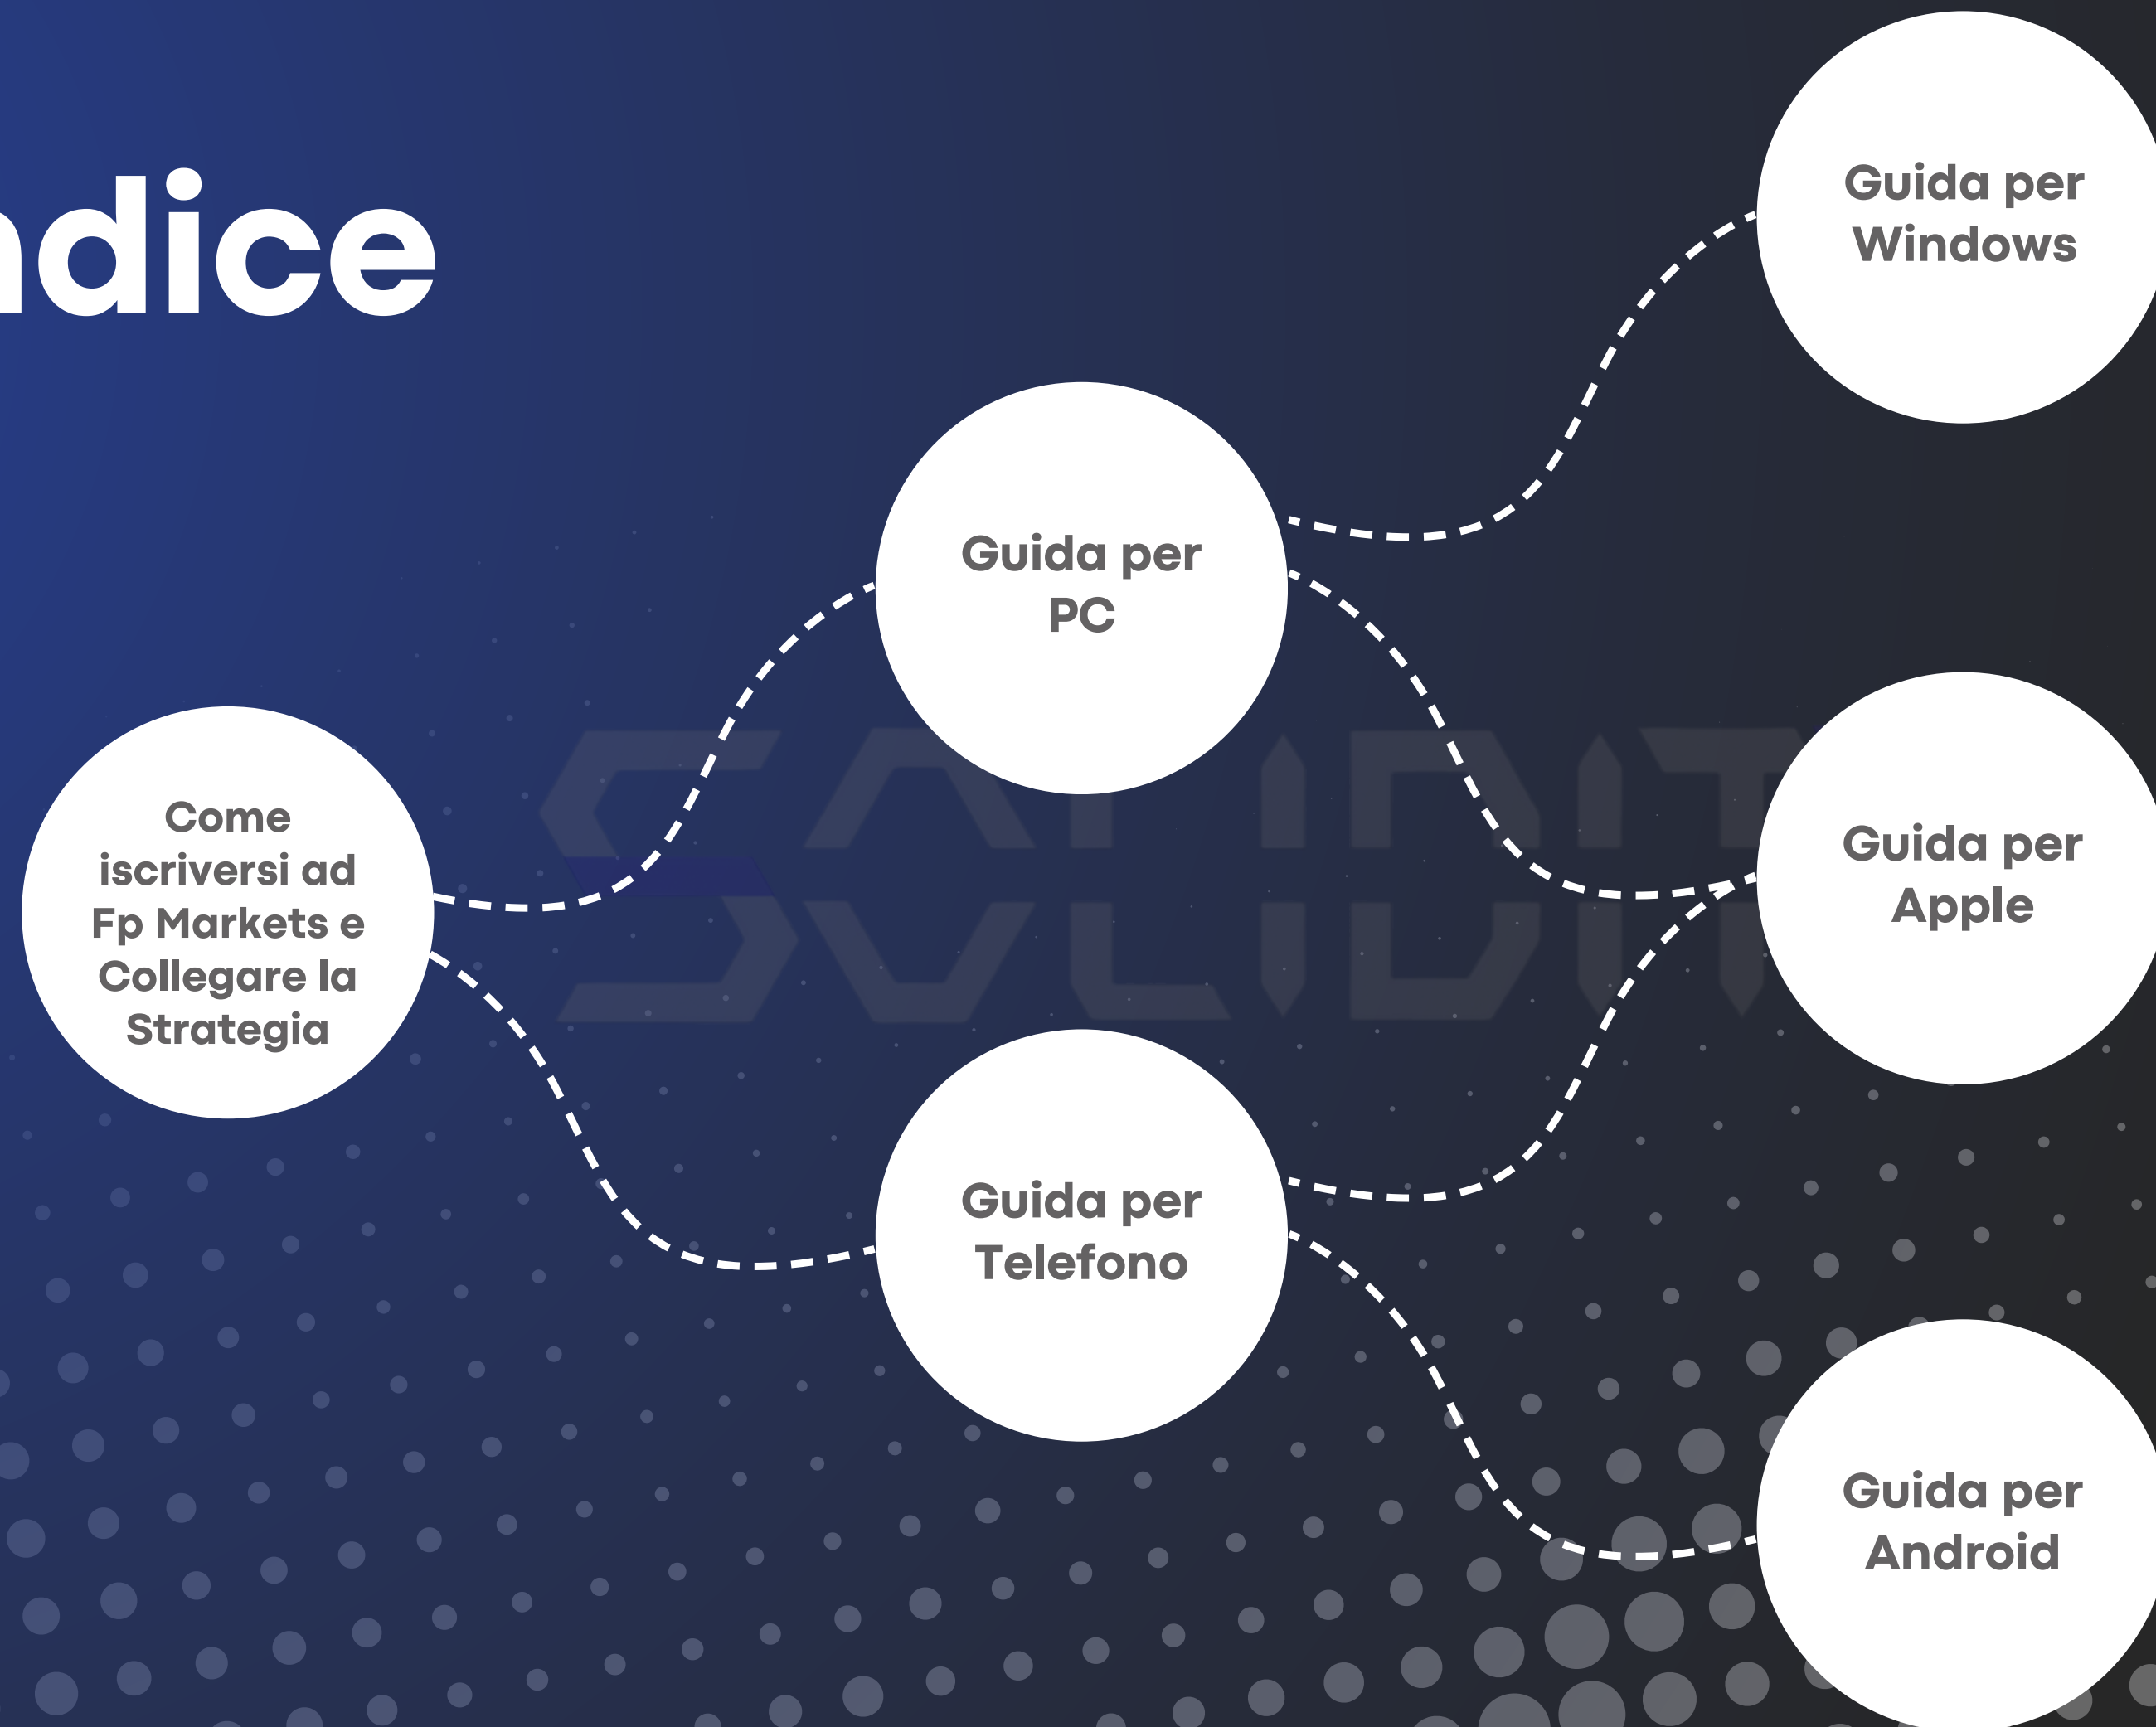 ndice
Guida per
Windows
Guida per
PC
Come
iscriversi ad
Fp Markets e
Collegare la
Strategia
Guida per
Apple
Guida per
Telefono
Guida per
Android